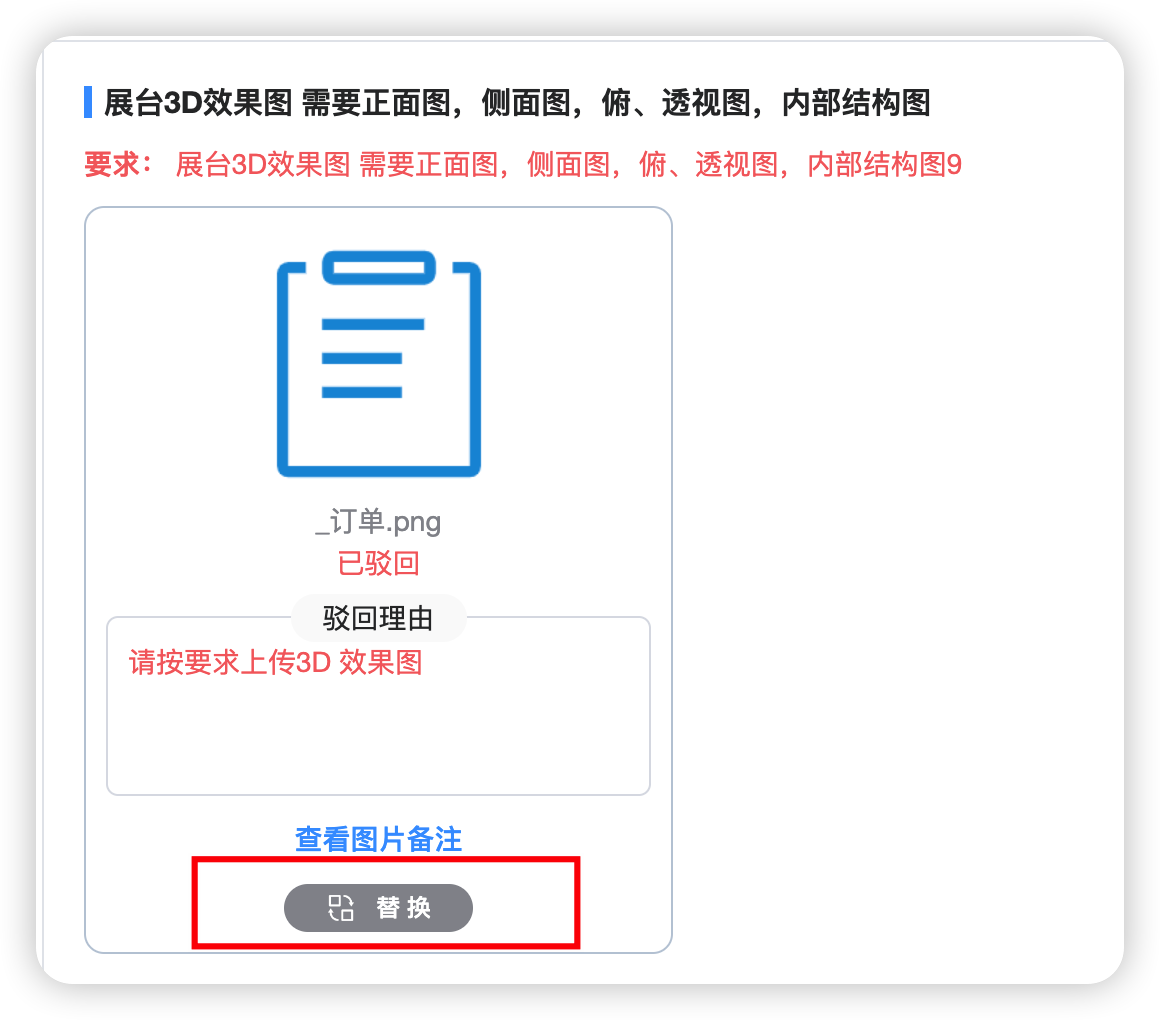 展台3D效果图 需要正面图，侧面图，俯、透视图，内部结构图
要求： 展台3D效果图 需要正面图，侧面图，俯、透视图，内部结构图9
_订单.png
已驳回
驳回理由
请按要求上传3D 效果图
查看图片备注
替换